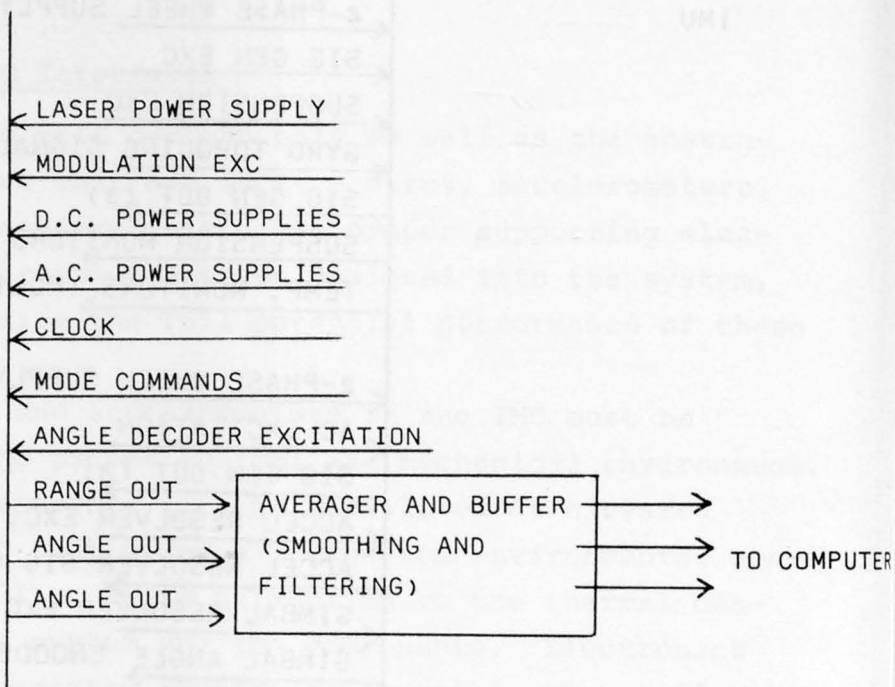 LASER POWER SUPPLY
MODULATION EXC
D.C. POWER SUPPLIES
A.C. POWER SUPPLIES
CLOCK
MODE COMMANDS
ANGLE DECODER EXCITATION
RANGE OUT
ANGLE OUT
ANGLE OUT
AVERAGER AND BUFFER
(SMOOTHING AND
FILTERING)
TO COMPUTER